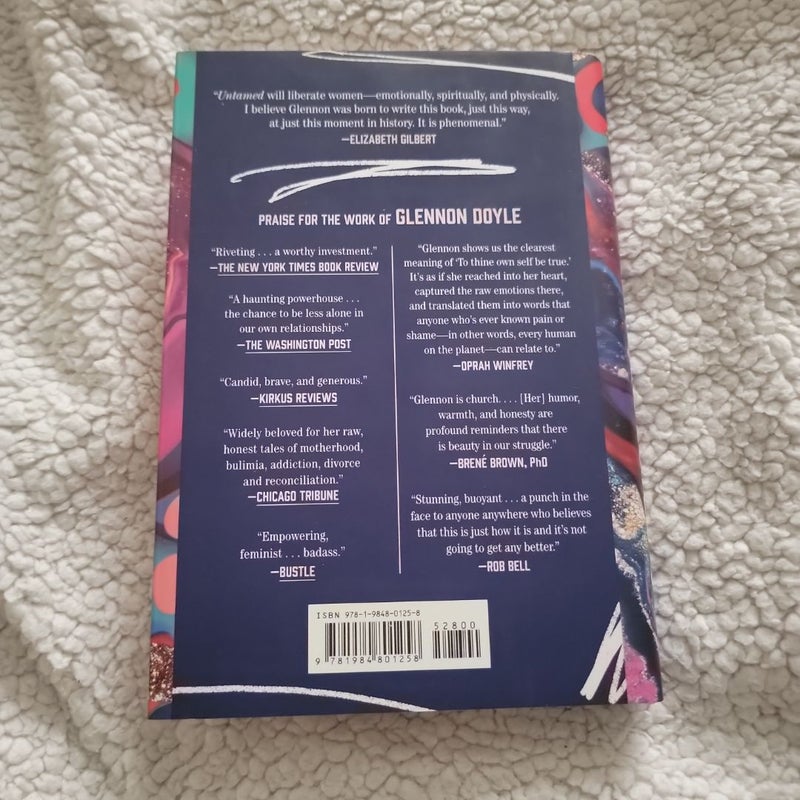 “Untamed will liberate women—emotionally, spiritually, and physically.
I believe Glennon was born to write this book, just this way,
at just this moment in history. It is phenomenal.”
—ELIZABETH GILBERT
PRAISE FOR THE WORK OF GLENNON DOYLE
“Riveting . . . a worthy investment.”
—THE NEW YORK TIMES BOOK REVIEW
“A haunting powerhouse . . .
the chance to be less alone in
our own relationships.”
—THE WASHINGTON POST
“Candid, brave, and generous.”
—KIRKUS REVIEWS
“Widely beloved for her raw,
honest tales of motherhood,
bulimia, addiction, divorce
and reconciliation.”
—CHICAGO TRIBUNE
“Empowering,
feminist . . . badass.”
—BUSTLE
“Glennon shows us the clearest
meaning of ‘To thine own self be true.’
It’s as if she reached into her heart,
captured the raw emotions there,
and translated them into words that
anyone who’s ever known pain or
shame—in other words, every human
on the planet—can relate to.”
—OPRAH WINFREY
“Glennon is church. . . . [Her] humor,
warmth, and honesty are
profound reminders that there
is beauty in our struggle.”
—BRENÉ BROWN, PhD
“Stunning, buoyant . . . a punch in the
face to anyone anywhere who believes
that this is just how it is and it’s not
going to get any better.”
—ROB BELL
ISBN 978-1-9848-0125-8
52800
9 781984 801258